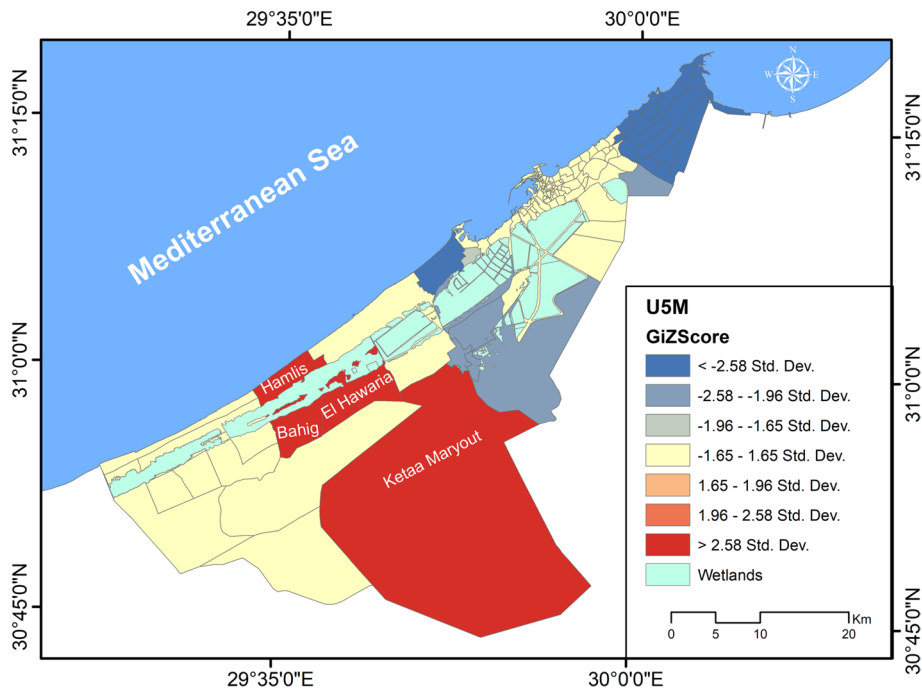 29°35'0"E
30°0'0"E
N
W
E
S
31°15'0"N
31°15'0"N
Mediterranean Sea
31°0'0"N
31°0'0"N
Hamlis
El Hawaria
Bahig
Ketaa Maryout
U5M
GiZScore
< -2.58 Std. Dev.
-2.58 - -1.96 Std. Dev.
-1.96 - -1.65 Std. Dev.
-1.65 - 1.65 Std. Dev.
1.65 - 1.96 Std. Dev.
1.96 - 2.58 Std. Dev.
> 2.58 Std. Dev.
Wetlands
Km
0 5 10 20
30°45'0"N
30°45'0"N
29°35'0"E
30°0'0"E